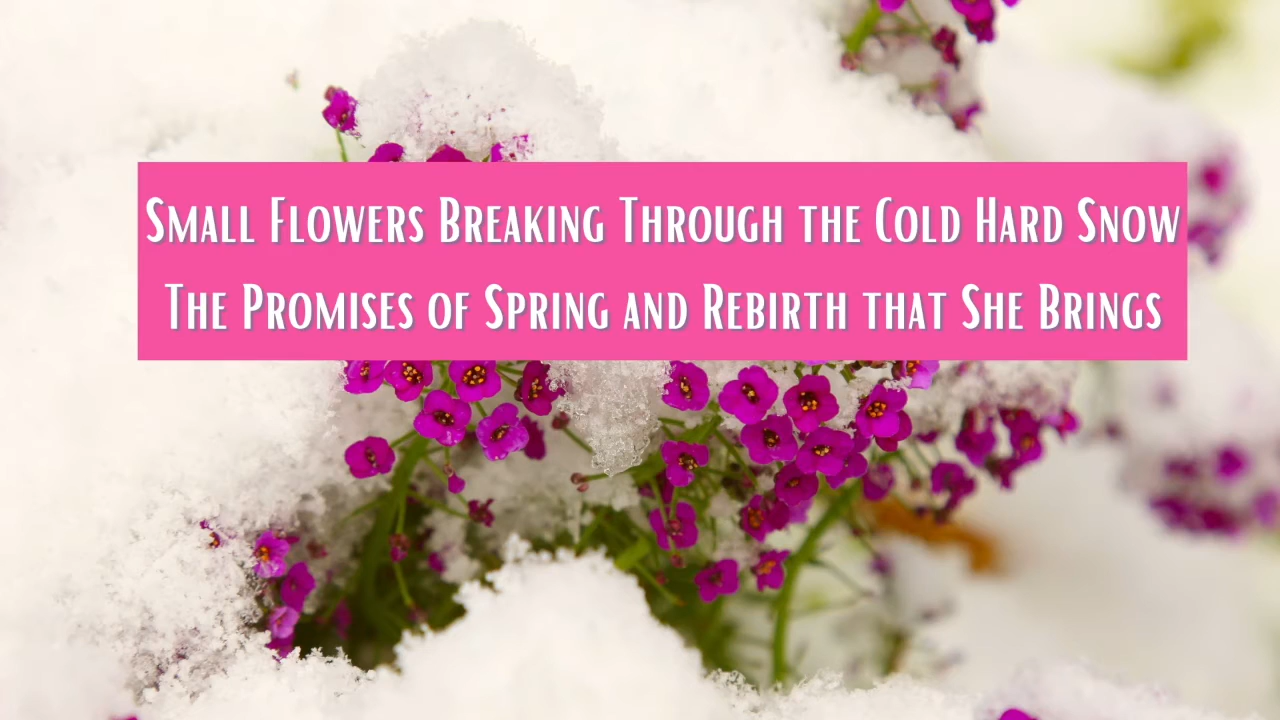 Small Flowers Breaking Through the Cold Hard Snow
The Promises of Spring and Rebirth that She Brings